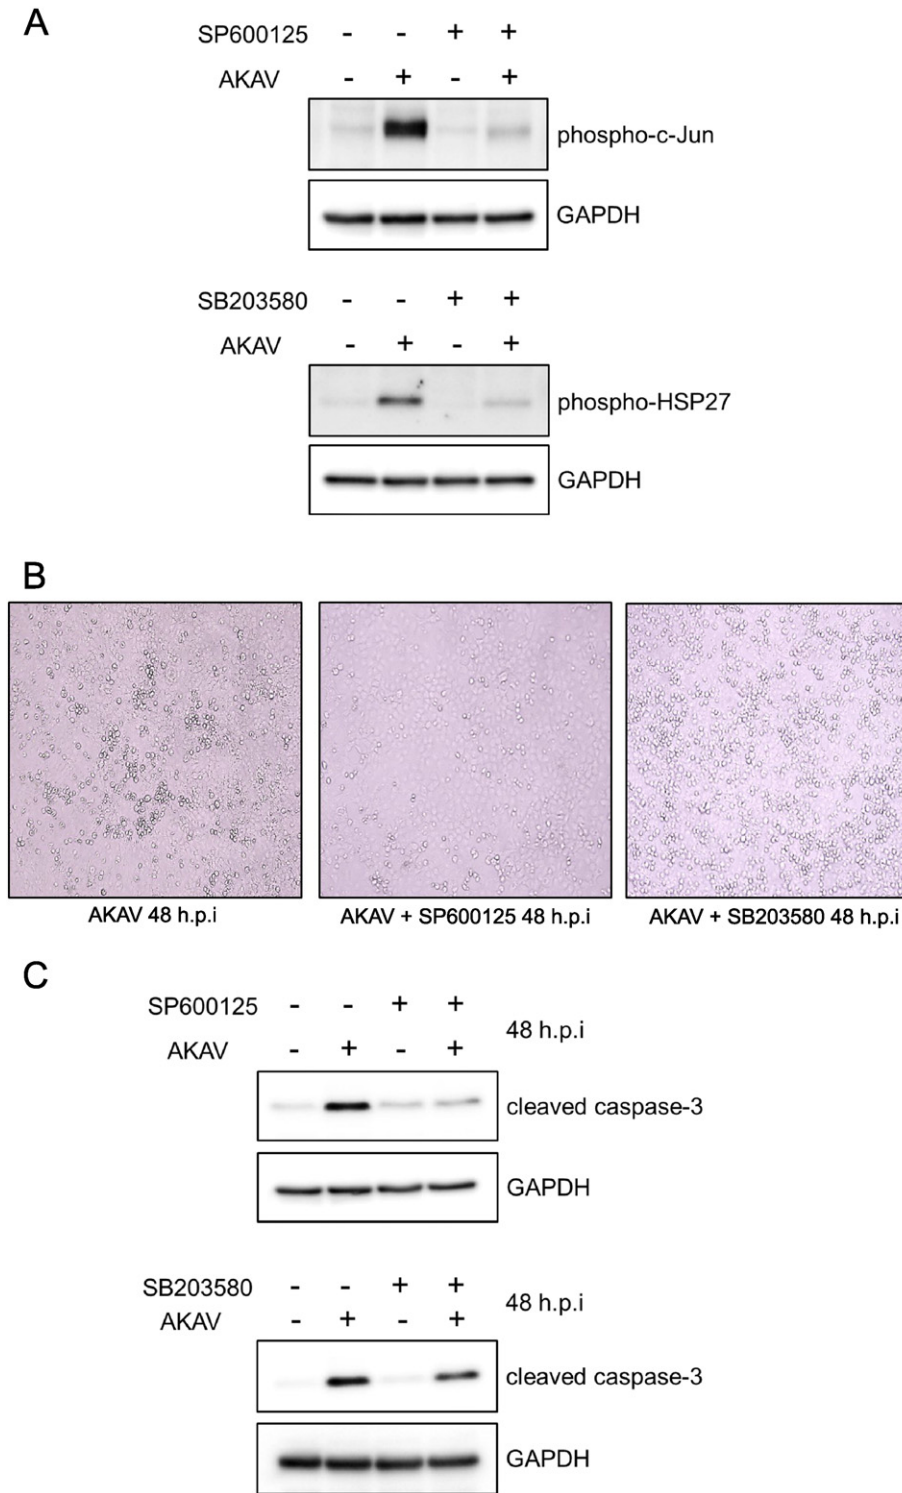 A
SP600125 - - + +
AKAV - + - +
phospho-c-Jun
GAPDH
SB203580 - - + +
AKAV - + - +
phospho-HSP27
GAPDH
B
AKAV 48 h.p.i
AKAV + SP600125 48 h.p.i
AKAV + SB203580 48 h.p.i
C
SP600125 - - + +
48 h.p.i
AKAV - + - +
cleaved caspase-3
GAPDH
SB203580 - - + +
48 h.p.i
AKAV - + - +
cleaved caspase-3
GAPDH